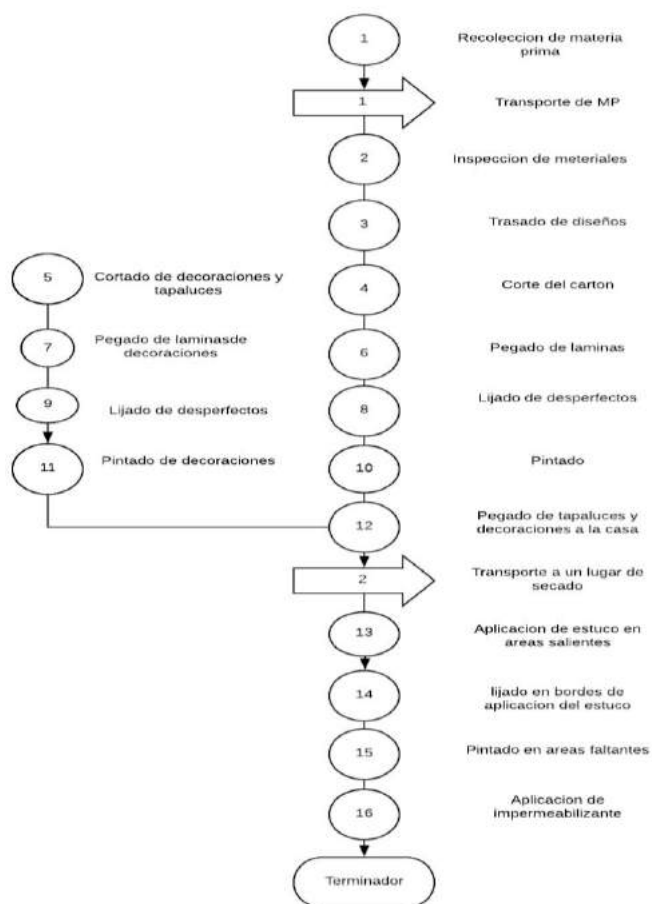 1
Recoleccion de materia
prima
1
Transporte de MP
2
Inspeccion de meteriales
3
Trasado de diseños
5
Cortado de decoraciones y
tapaluces
4
Corte del carton
7
Pegado de laminasde
decoraciones
6
Pegado de laminas
9
Lijado de desperfectos
8
Lijado de desperfectos
11
Pintado de decoraciones
10
Pintado
12
Pegado de tapaluces y
decoraciones a la casa
2
Transporte a un lugar de
secado
13
Aplicacion de estuco en
areas salientes
14
lijado en bordes de
aplicacion del estuco
15
Pintado en areas faltantes
16
Aplicacion de
impermeabilizante
Terminador